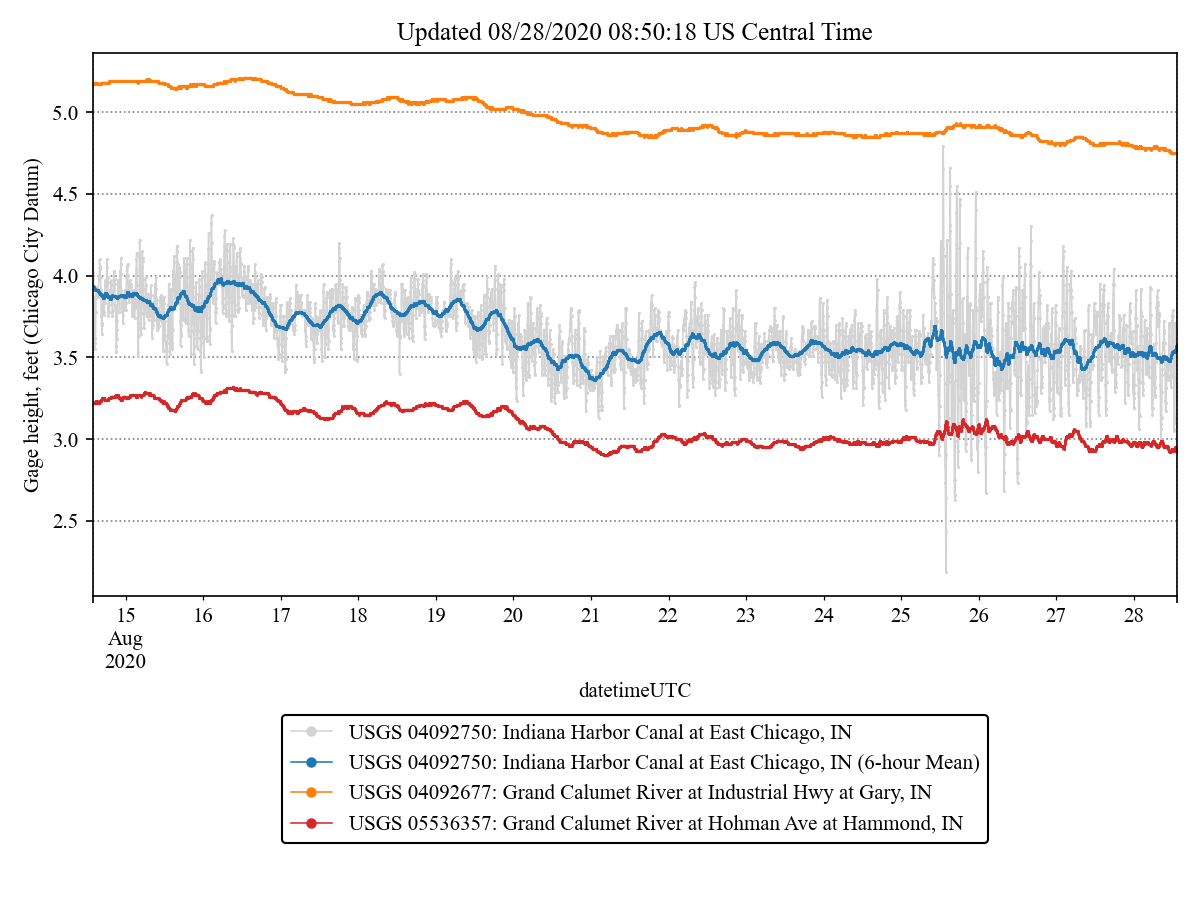 Updated 08/28/2020 08:50:18 US Central Time
Gage height, feet (Chicago City Datum)
5.0
4.5
4.0
3.5
3.0
2.5
15 16 17 18 19 20 21 22 23 24 25 26 27 28
Aug
2020
datetimeUTC
USGS 04092750: Indiana Harbor Canal at East Chicago, IN
USGS 04092750: Indiana Harbor Canal at East Chicago, IN (6-hour Mean)
USGS 04092677: Grand Calumet River at Industrial Hwy at Gary, IN
USGS 05536357: Grand Calumet River at Hohman Ave at Hammond, IN